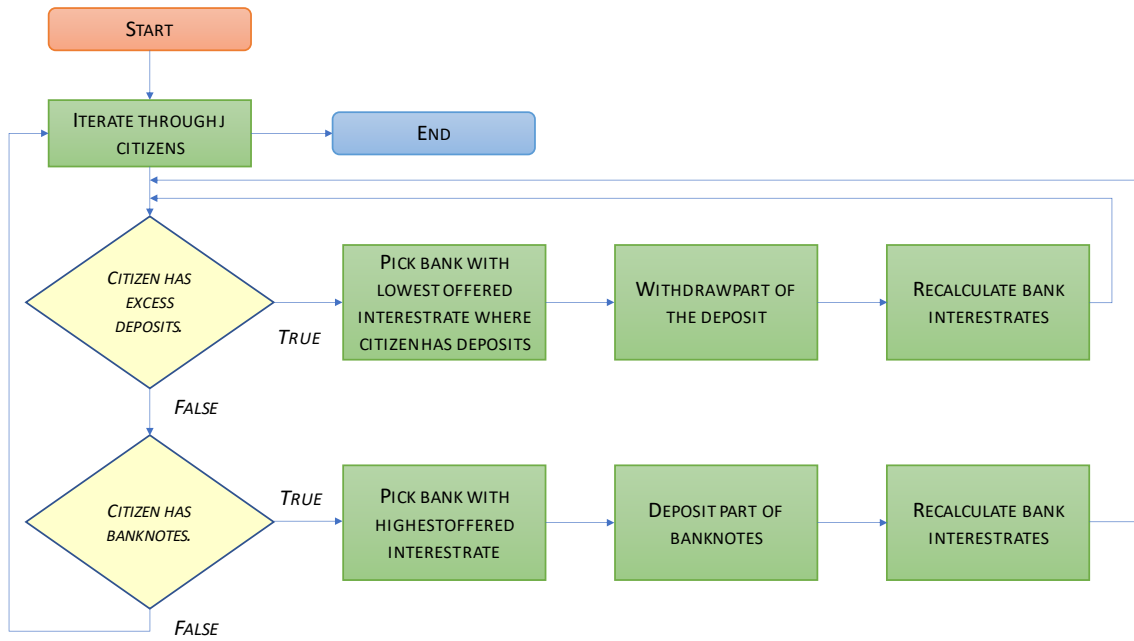 START
ITERATE THROUGH J
CITIZENS
END
CITIZEN HAS
EXCESS
DEPOSITS.
TRUE
PICK BANK WITH
LOWEST OFFERED
INTERESTRATE WHERE
CITIZEN HAS DEPOSITS
WITHDRAWPART OF
THE DEPOSIT
RECALCULATE BANK
INTERESTRATES
FALSE
CITIZEN HAS
BANKNOTES.
TRUE
PICK BANK WITH
HIGHESTOFFERED
INTERESTRATE
DEPOSIT PART OF
BANKNOTES
RECALCULATE BANK
INTERESTRATES
FALSE